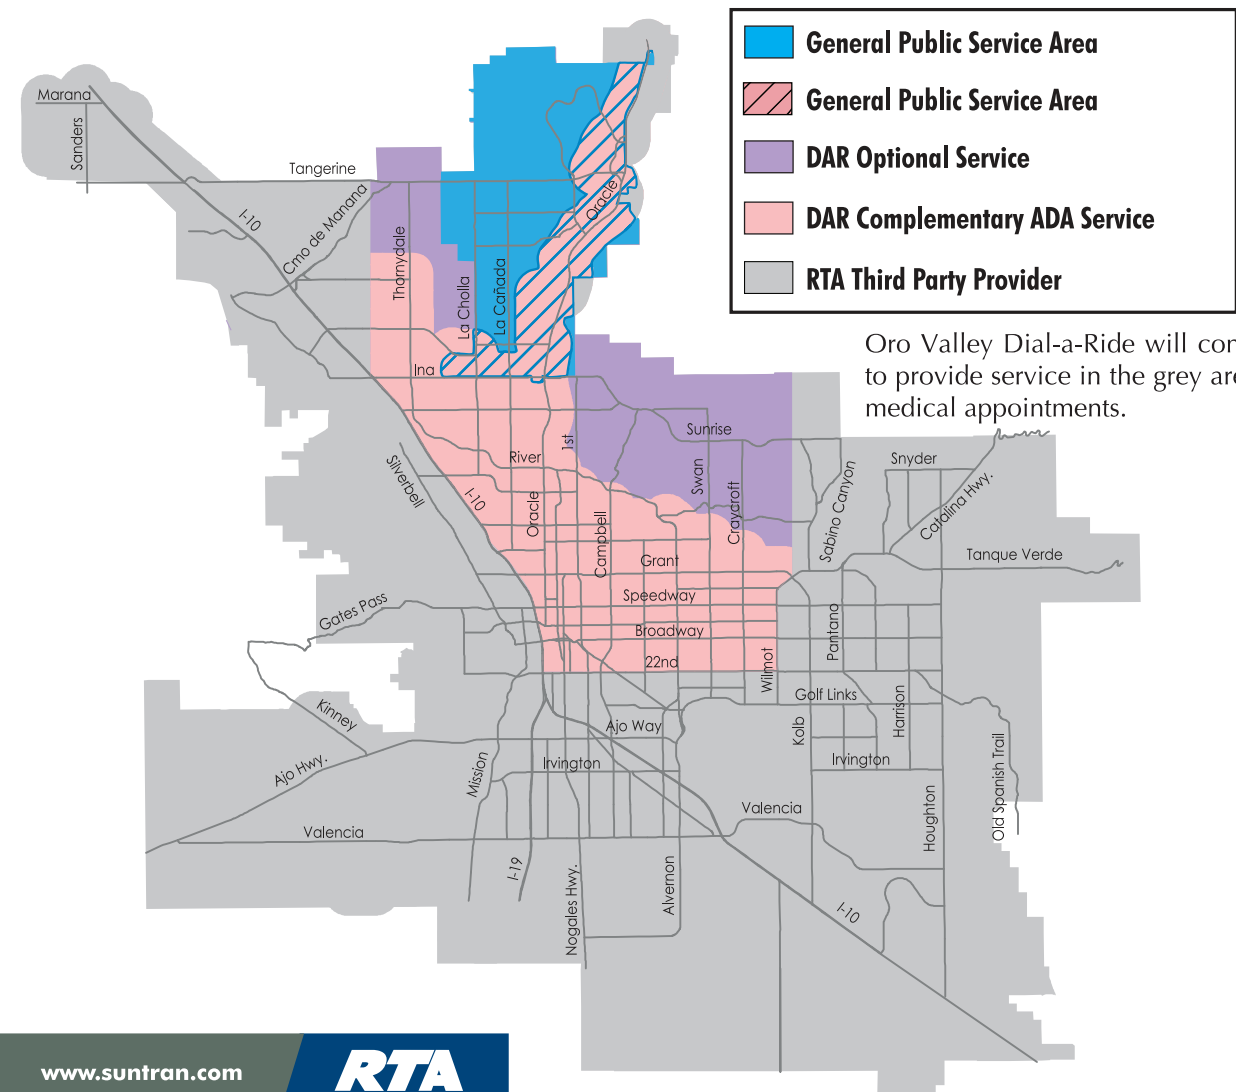 General Public Service Area
General Public Service Area
DAR Optional Service
DAR Complementary ADA Service
RTA Third Party Provider
Oro Valley Dial-a-Ride will con
to provide service in the grey are
medical appointments.
Marana
Sanders
Tangerine
I-10
Cmo de Manana
Thornydale
La Cholla
La Cañada
Oracle
Ina
Sunrise
1st
River
Swan
Craycroft
Snyder
Sabino Canyon
Catalina Hwy.
Silverbell
I-10
Oracle
Campbell
Grant
Tanque Verde
Speedway
Gates Pass
Broadway
Pantano
22nd
Wilmot
Golf Links
Harrison
Kinney
Ajo Way
Kolb
Ajo Hwy.
Mission
Irvington
Irvington
Old Spanish Trail
Valencia
Valencia
Houghton
I-19
Nogales Hwy.
Alvernon
I-10
www.suntran.com
RTA